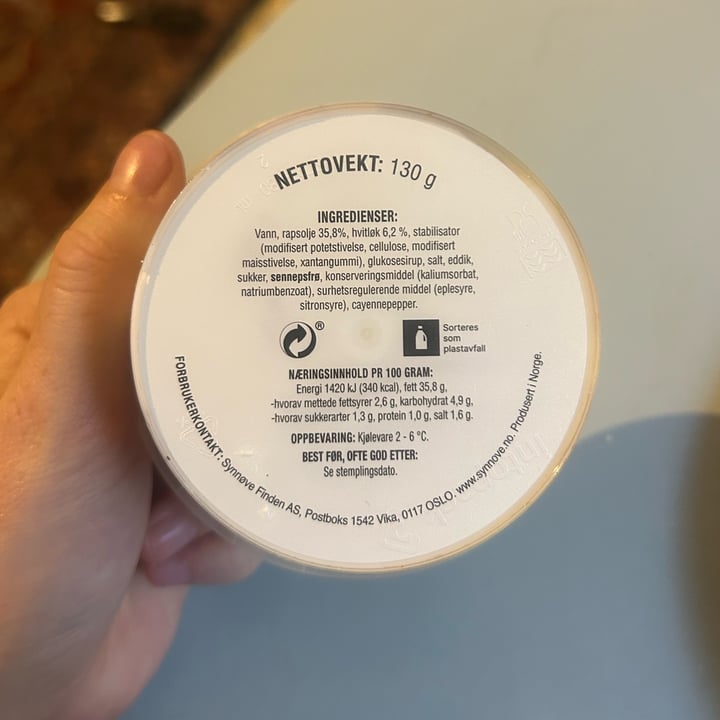 NETTOVEKT: 130 g
INGREDIENSER:
Vann, rapsolje 35,8%, hvitløk 6,2 %, stabilisator
(modifisert potetstivelse, cellulose, modifisert
maisstivelse, xantangummi), glukosesirup, salt, eddik,
sukker, sennepsfrø, konserveringsmiddel (kaliumsorbat,
natriumbenzoat), surhetsregulerende middel (eplesyre,
sitronsyre), cayennepepper.
®
Sorteres
som
plastavfall
NÆRINGSINNHOLD PR 100 GRAM:
Energi 1420 kJ (340 kcal), fett 35,8 g,
-hvorav mettede fettsyrer 2,6 g, karbohydrat 4,9 g,
-hvorav sukkerarter 1,3 g, protein 1,0 g, salt 1,6 g.
OPPBEVARING: Kjølevare 2 - 6 °C.
BEST FØR, OFTE GOD ETTER:
Se stemplingsdato.
FORBRUKERKONTAKT: Synnøve Finden AS, Postboks 1542 Vika, 0117 OSLO. www.synnove.no. Produsert i Norge.